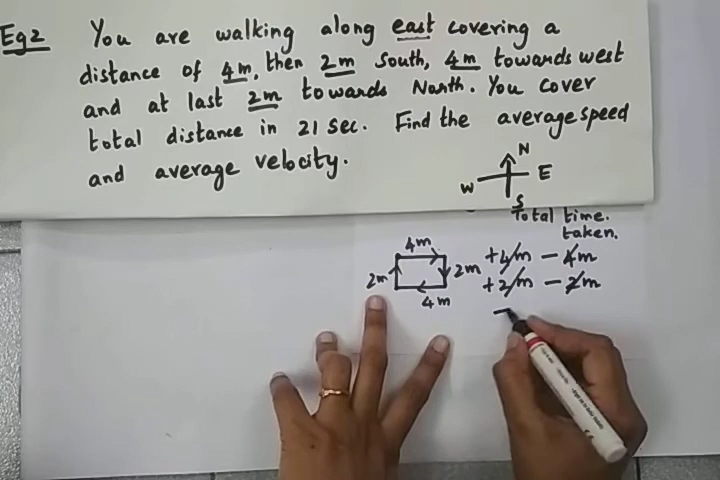 Eg2 You are walking along east covering a
distance of 4m, then 2m South, 4m towards west
and at last 2m towards North. You cover
total distance in 21 sec. Find the average speed
and average velocity.
N
W E
S
Total time.
taken.
4m
2m 2m
4m
+4m - 4m
+2m - 2m